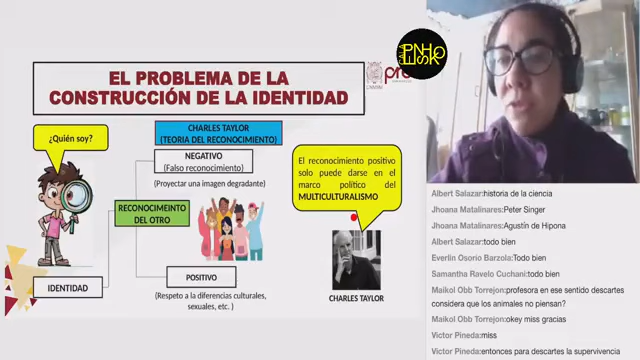 EL PROBLEMA DE LA
CONSTRUCCIÓN DE LA IDENTIDAD
¿Quién soy?
CHARLES TAYLOR
(TEORIA DEL RECONOCIMIENTO)
NEGATIVO
(Falso reconocimiento)
(Proyectar una imagen degradante)
RECONOCIMEINTO
DEL OTRO
POSITIVO
(Respeto a la diferencias culturales,
sexuales, etc. )
IDENTIDAD
El reconocimiento positivo
solo puede darse en el
marco político del
MULTICULTURALISMO
CHARLES TAYLOR
Albert Salazar:historia de la ciencia
Jhoana Matalinares:Peter Singer
Jhoana Matalinares:Agustín de Hipona
Albert Salazar:todo bien
Everlin Osorio Barzola:Todo bien
Samantha Ravelo Cuchani:todo bien
Maikol Obb Torrejon:profesora en ese sentido descartes
considera que los animales no piensan?
Maikol Obb Torrejon:okey miss gracias
Victor Pineda:miss
Victor Pineda:entonces para descartes la supervivencia